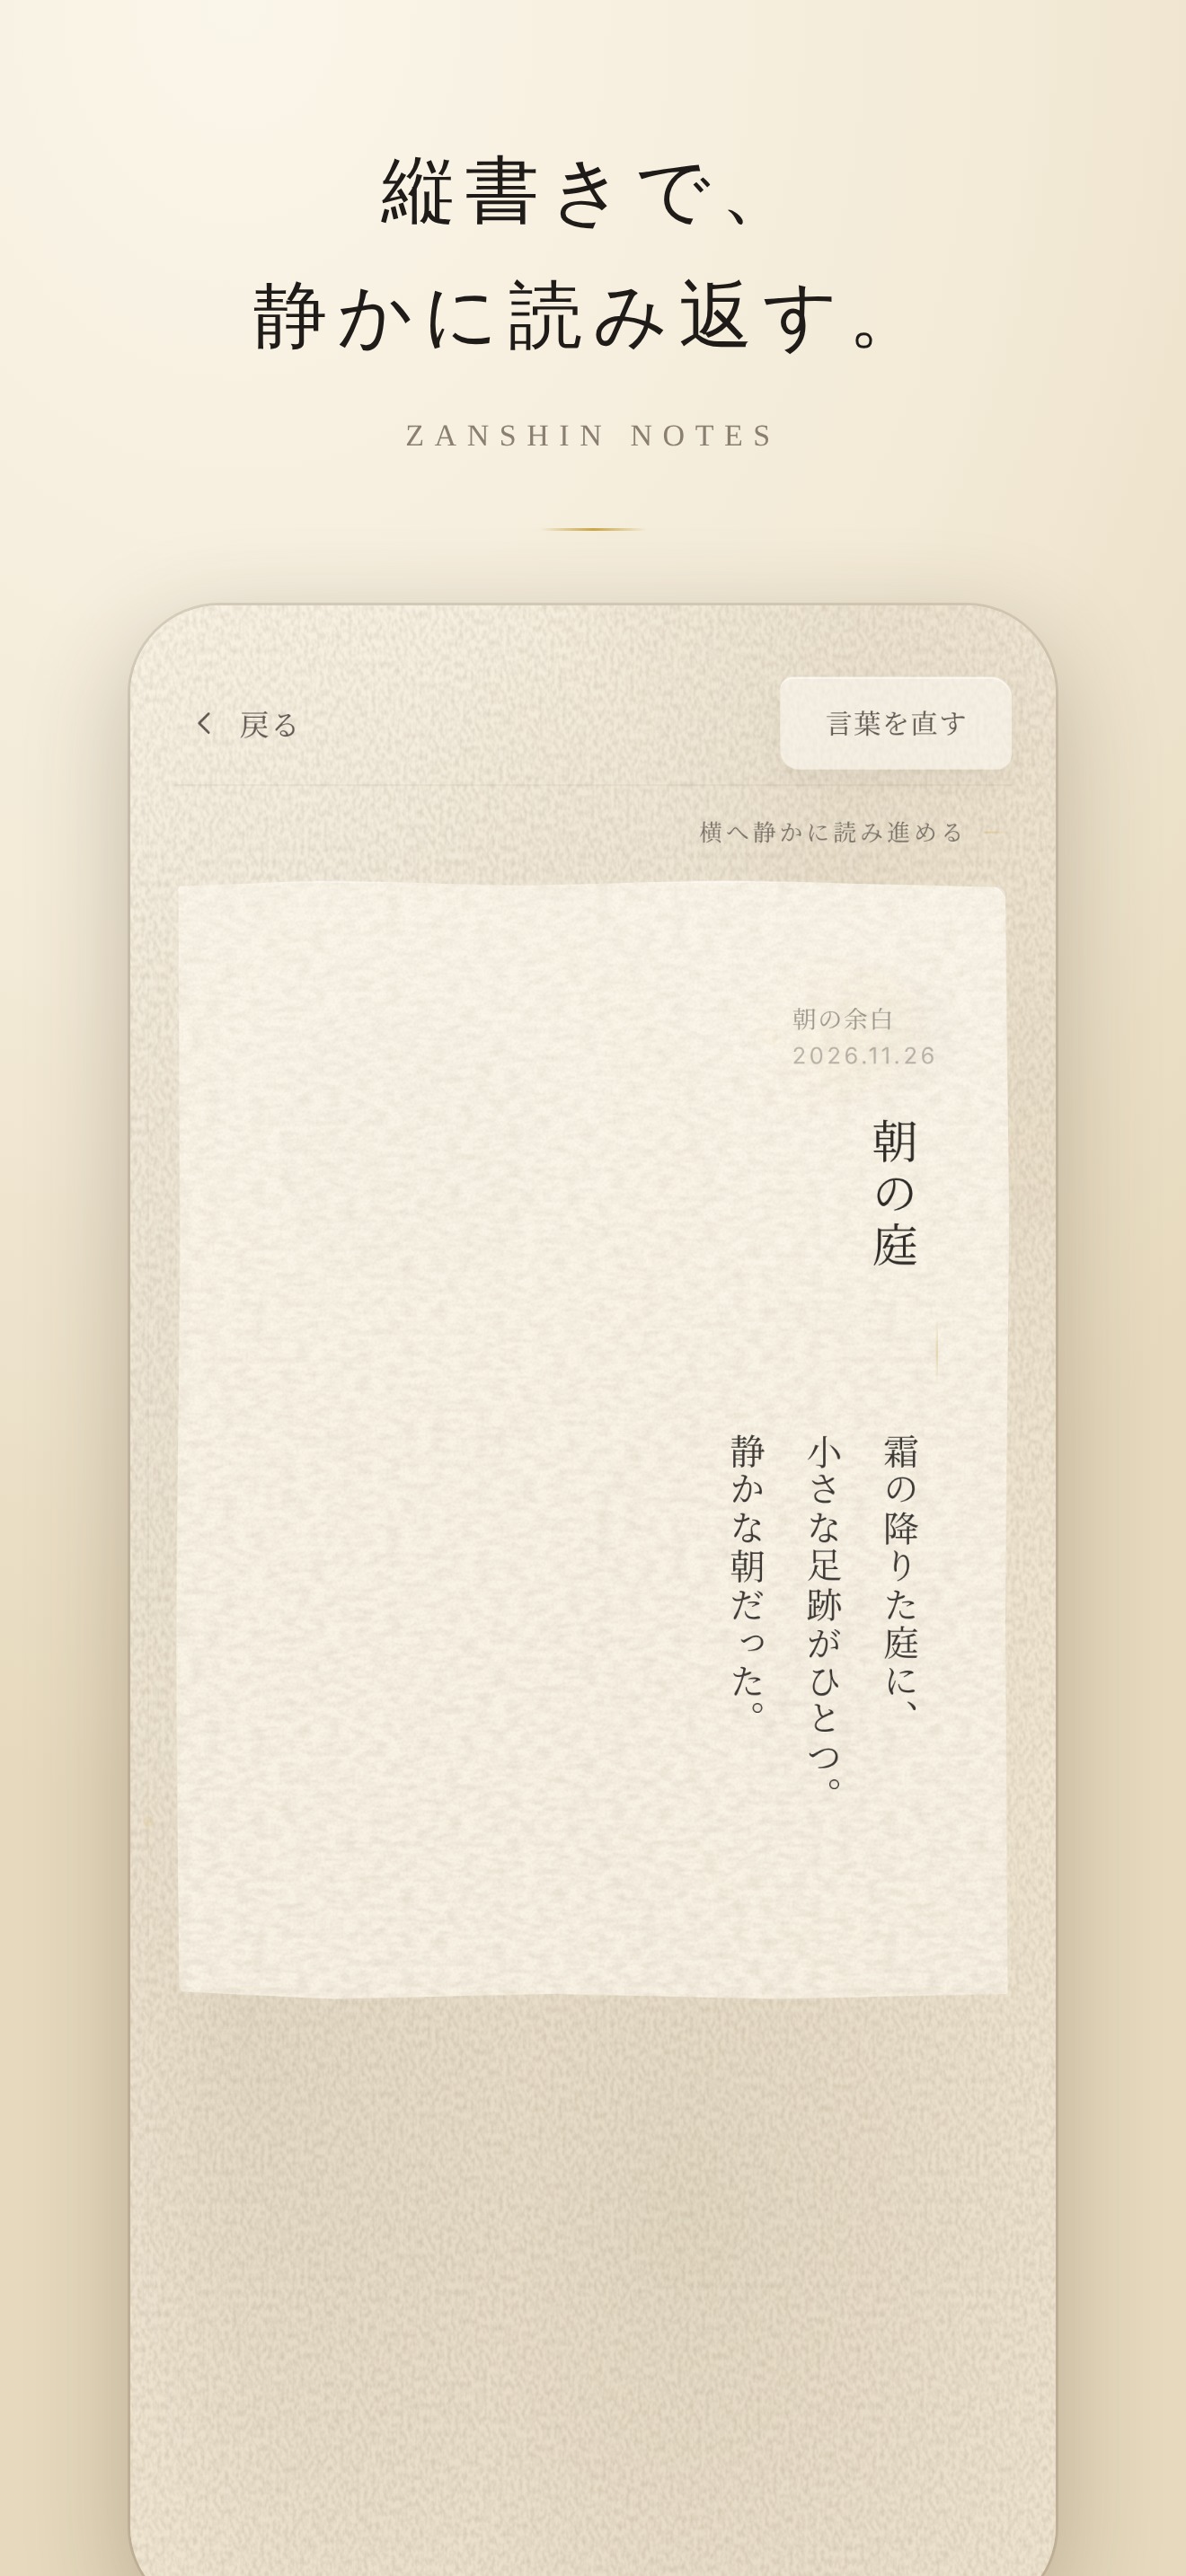 縦書きで、
静かに読み返す。
ZANSHIN NOTES
戻る
言葉を直す
横へ静かに読み進める
朝の余白
2026.11.26
朝の庭
霜の降りた庭に、
小さな足跡がひとつ。
静かな朝だった。